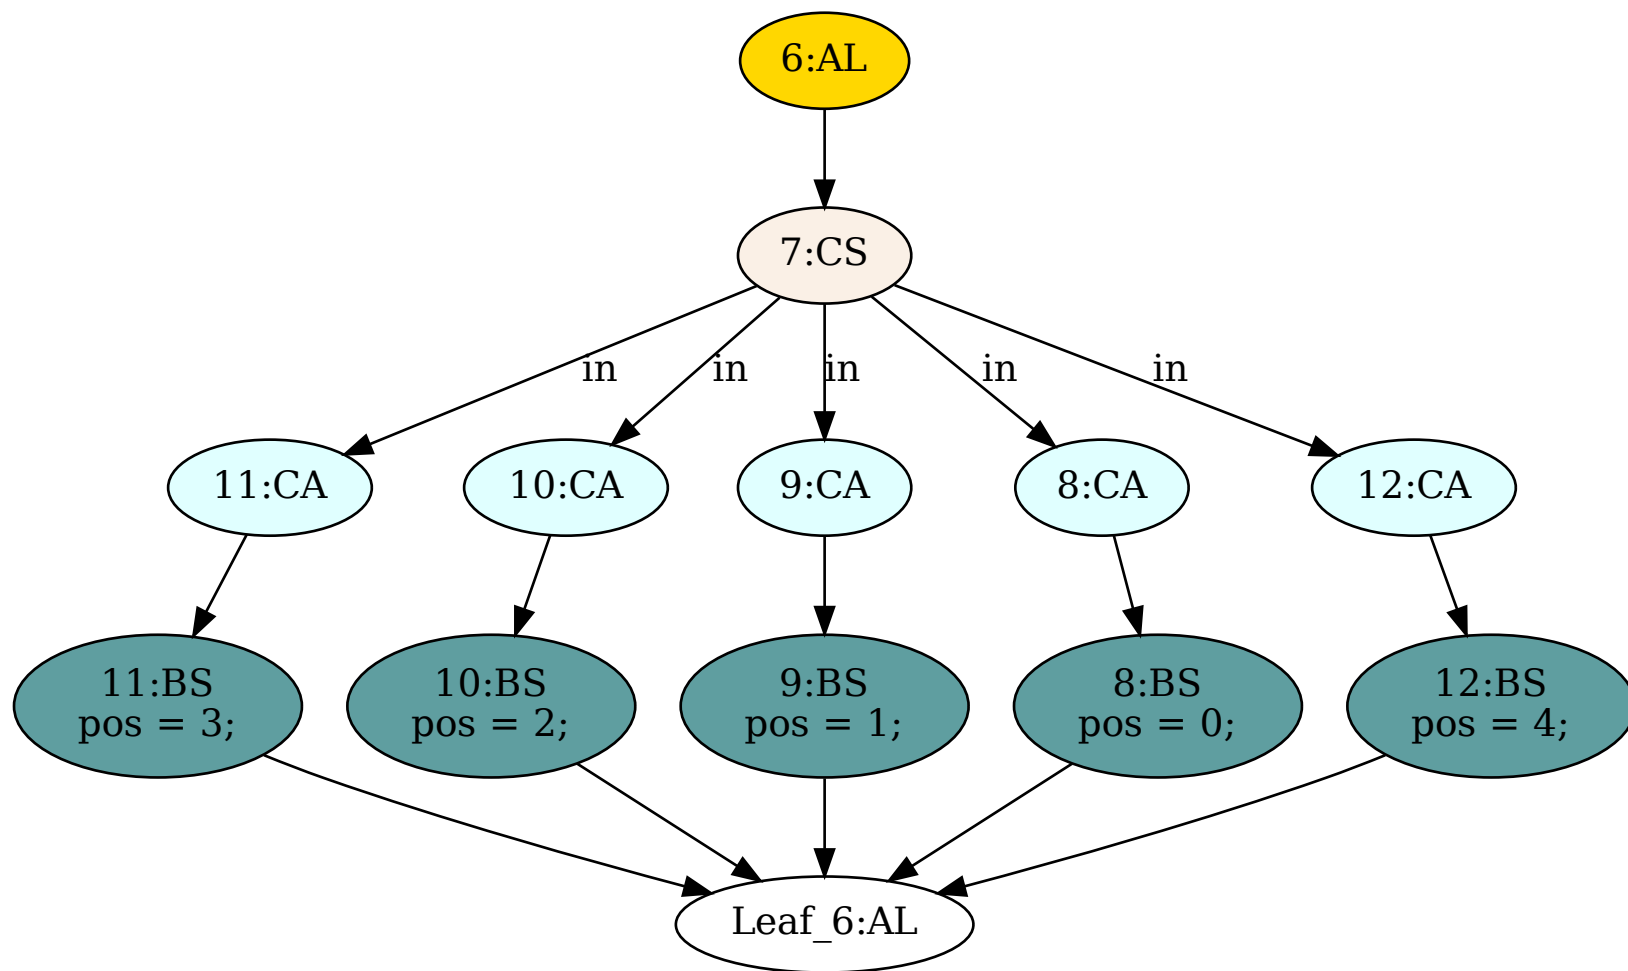 6:AL
7:CS
in
in
in
in
in
11:CA
10:CA
9:CA
8:CA
12:CA
11:BS
pos = 3;
10:BS
pos = 2;
9:BS
pos = 1;
8:BS
pos = 0;
12:BS
pos = 4;
Leaf_6:AL